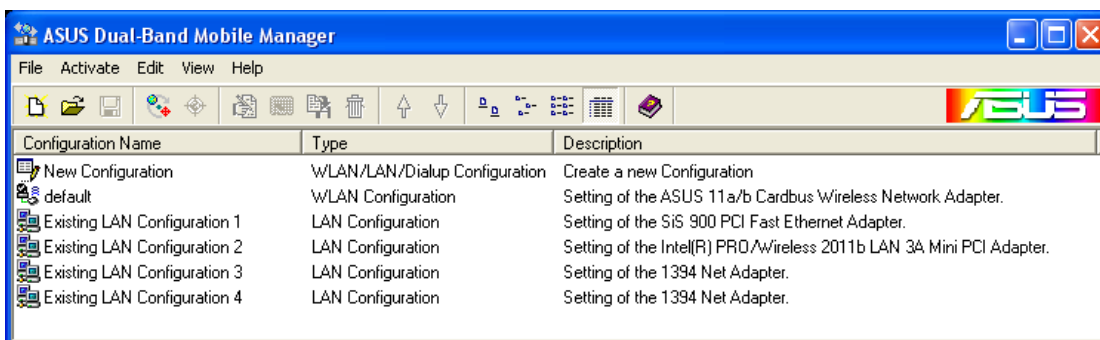 ASUS Dual-Band Mobile Manager
File Activate Edit View Help
ASUS
Configuration Name Type Description
New Configuration WLAN/LAN/Dialup Configuration Create a new Configuration
default WLAN Configuration Setting of the ASUS 11a/b Cardbus Wireless Network Adapter.
Existing LAN Configuration 1 LAN Configuration Setting of the SiS 900 PCI Fast Ethernet Adapter.
Existing LAN Configuration 2 LAN Configuration Setting of the Intel(R) PRO/Wireless 2011b LAN 3A Mini PCI Adapter.
Existing LAN Configuration 3 LAN Configuration Setting of the 1394 Net Adapter.
Existing LAN Configuration 4 LAN Configuration Setting of the 1394 Net Adapter.